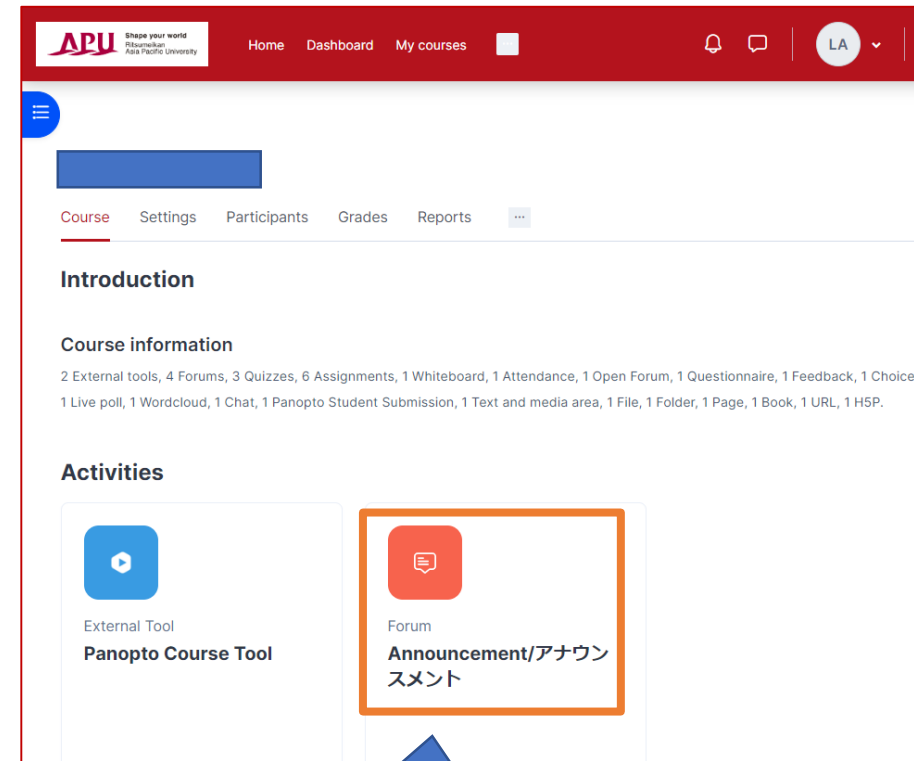 APU
Shape your world
Ritsumeikan
Asia Pacific University
Home Dashboard My courses
LA
Course Settings Participants Grades Reports ...
Introduction
Course information
2 External tools, 4 Forums, 3 Quizzes, 6 Assignments, 1 Whiteboard, 1 Attendance, 1 Open Forum, 1 Questionnaire, 1 Feedback, 1 Choice
1 Live poll, 1 Wordcloud, 1 Chat, 1 Panopto Student Submission, 1 Text and media area, 1 File, 1 Folder, 1 Page, 1 Book, 1 URL, 1 H5P.
Activities
External Tool
Panopto Course Tool
Forum
Announcement/アナウン
スメント